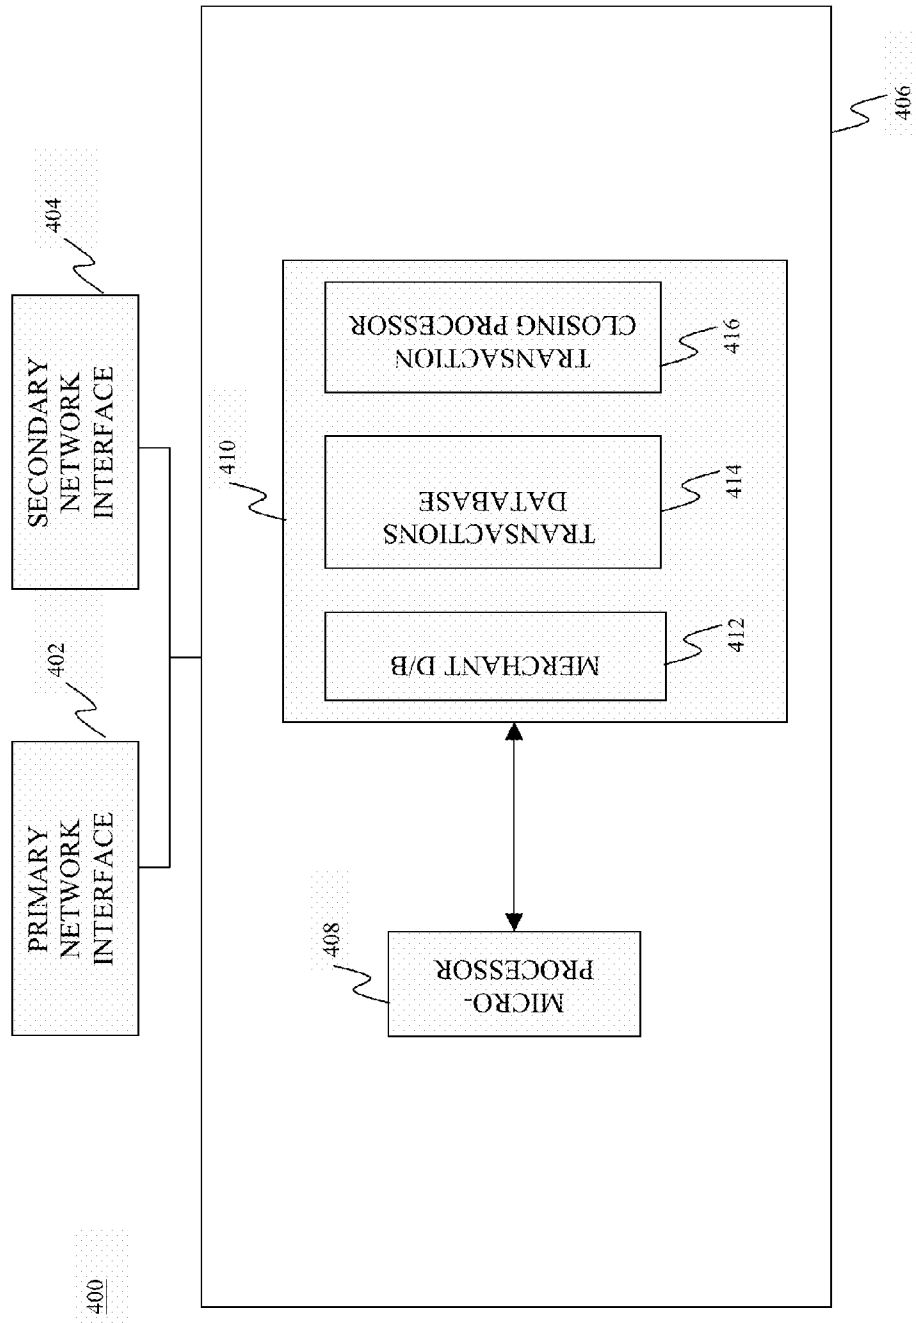 400
PRIMARY
NETWORK
INTERFACE
402
SECONDARY
NETWORK
INTERFACE
404
MICRO-
PROCESSOR
408
410
MERCHANT D/B
412
TRANSACTIONS
DATABASE
414
TRANSACTION
CLOSING PROCESSOR
416
406